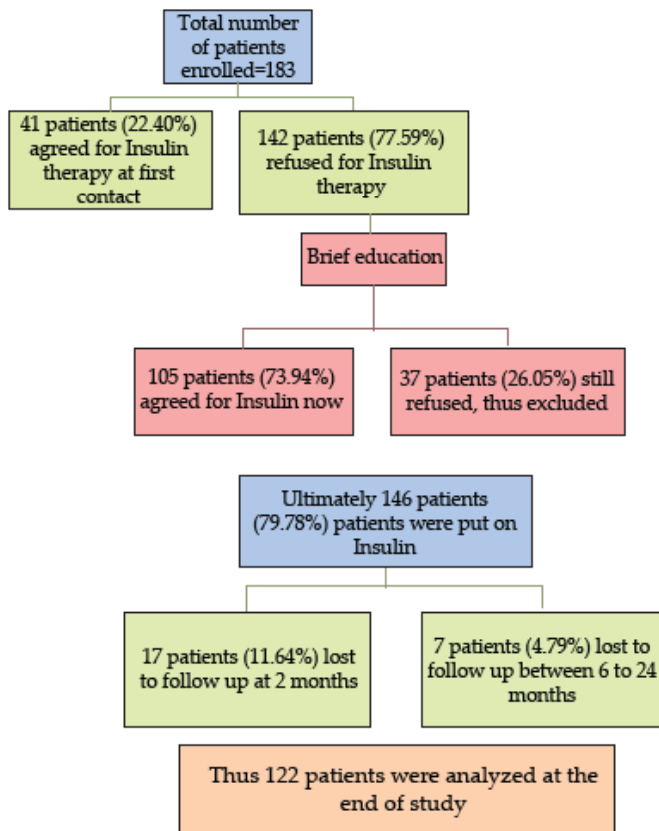 Total number
of patients
enrolled=183
41 patients (22.40%)
agreed for Insulin
therapy at first
contact
142 patients (77.59%)
refused for Insulin
therapy
Brief education
105 patients (73.94%)
agreed for Insulin now
37 patients (26.05%) still
refused, thus excluded
Ultimately 146 patients
(79.78%) patients were put on
Insulin
17 patients (11.64%) lost
to follow up at 2 months
7 patients (4.79%) lost to
follow up between 6 to 24
months
Thus 122 patients were analyzed at the
end of study